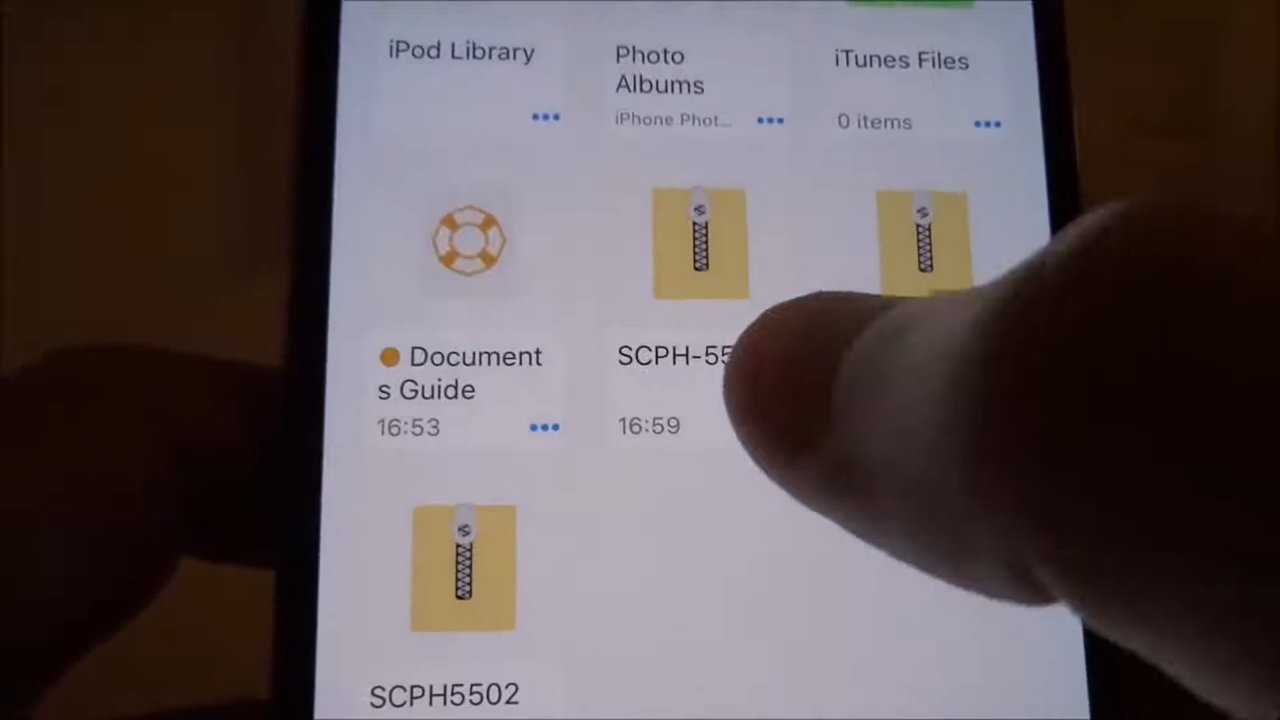 iPod Library
Photo
Albums
iPhone Phot...
iTunes Files
0 items
Document
s Guide
16:53
SCPH-55
16:59
SCPH5502